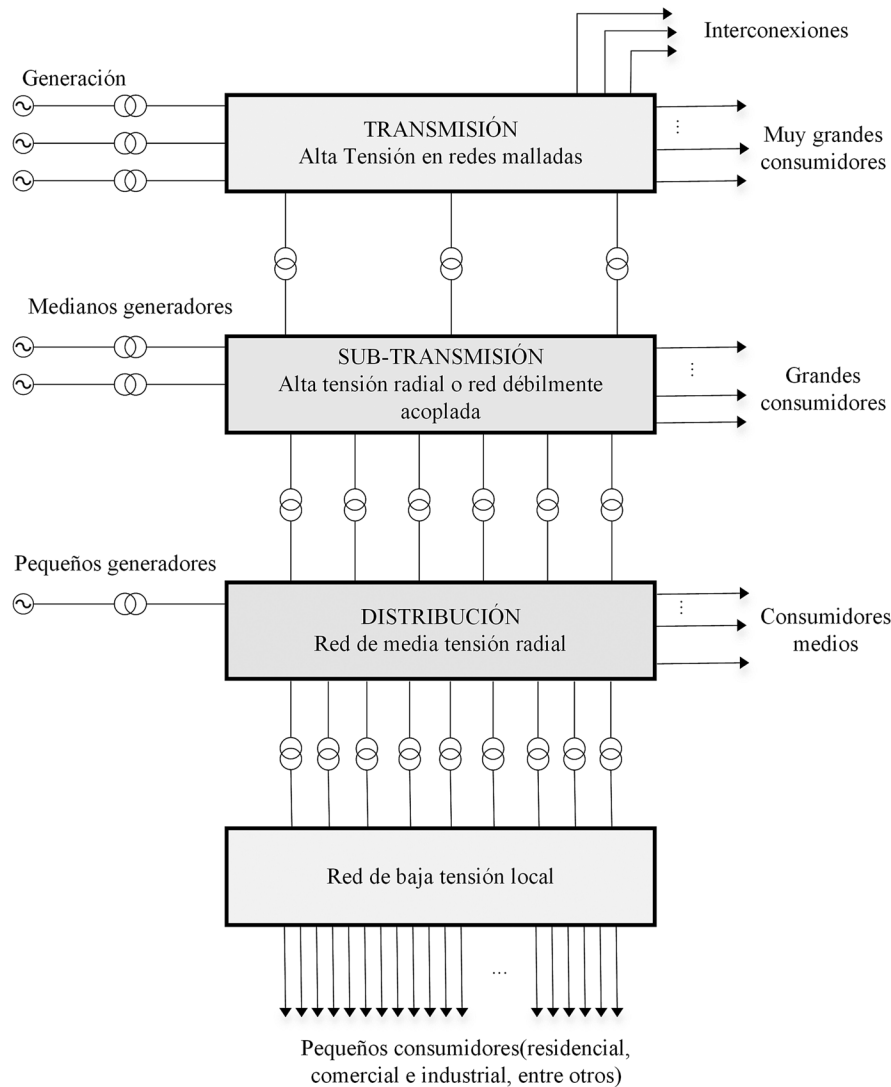 Interconexiones
Generación
TRANSMISIÓN
Alta Tensión en redes malladas
Muy grandes
consumidores
Medianos generadores
SUB-TRANSMISIÓN
Alta tensión radial o red débilmente
acoplada
Grandes
consumidores
Pequeños generadores
DISTRIBUCIÓN
Red de media tensión radial
Consumidores
medios
Red de baja tensión local
...
Pequeños consumidores(residencial,
comercial e industrial, entre otros)